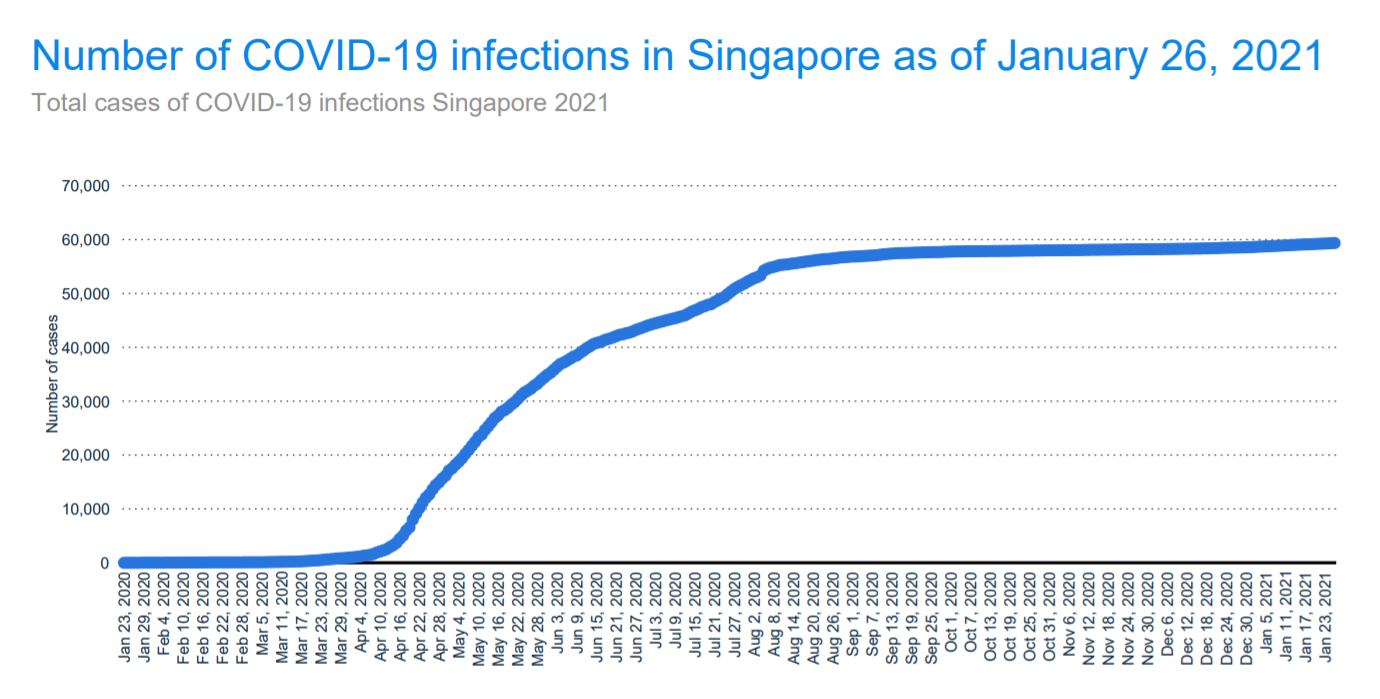 Number of COVID-19 infections in Singapore as of January 26, 2021
Total cases of COVID-19 infections Singapore 2021
Number of cases
70,000
60,000
50,000
40,000
30,000
20,000
10,000
0
Jan 23, 2020
Jan 29, 2020
Feb 4, 2020
Feb 10, 2020
Feb 16, 2020
Feb 22, 2020
Feb 28, 2020
Mar 5, 2020
Mar 11, 2020
Mar 17, 2020
Mar 23, 2020
Mar 29, 2020
Apr 4, 2020
Apr 10, 2020
Apr 16, 2020
Apr 22, 2020
Apr 28, 2020
May 4, 2020
May 10, 2020
May 16, 2020
May 22, 2020
May 28, 2020
Jun 3, 2020
Jun 9, 2020
Jun 15, 2020
Jun 21, 2020
Jun 27, 2020
Jul 3, 2020
Jul 9, 2020
Jul 15, 2020
Jul 21, 2020
Jul 27, 2020
Aug 2, 2020
Aug 8, 2020
Aug 14, 2020
Aug 20, 2020
Aug 26, 2020
Sep 1, 2020
Sep 7, 2020
Sep 13, 2020
Sep 19, 2020
Sep 25, 2020
Oct 1, 2020
Oct 7, 2020
Oct 13, 2020
Oct 19, 2020
Oct 25, 2020
Oct 31, 2020
Nov 6, 2020
Nov 12, 2020
Nov 18, 2020
Nov 24, 2020
Nov 30, 2020
Dec 6, 2020
Dec 12, 2020
Dec 18, 2020
Dec 24, 2020
Dec 30, 2020
Jan 5, 2021
Jan 11, 2021
Jan 17, 2021
Jan 23, 2021